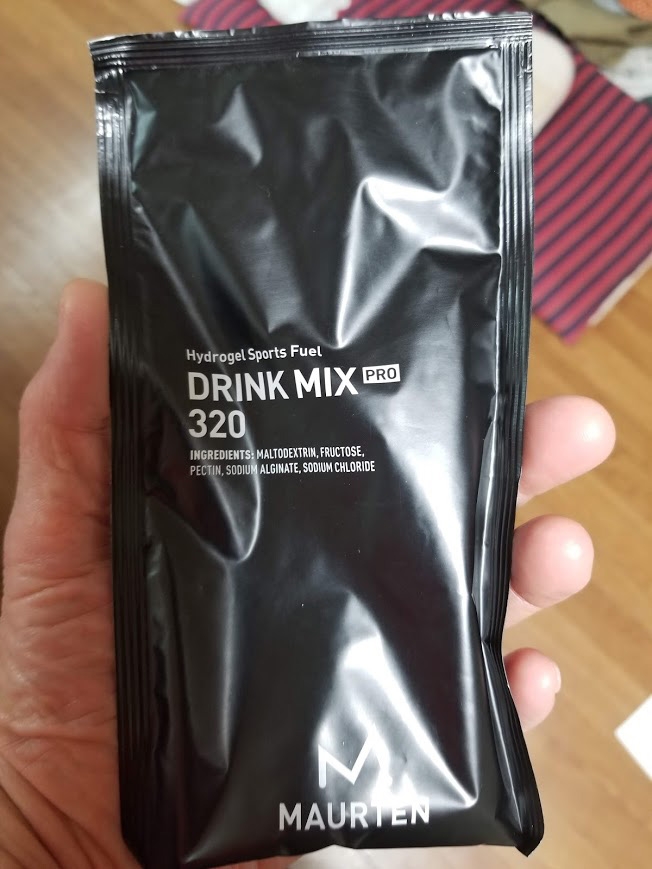 Hydrogel Sports Fuel
DRINK MIX PRO
320
INGREDIENTS: MALTODEXTRIN, FRUCTOSE,
PECTIN, SODIUM ALGINATE, SODIUM CHLORIDE
MAURTEN